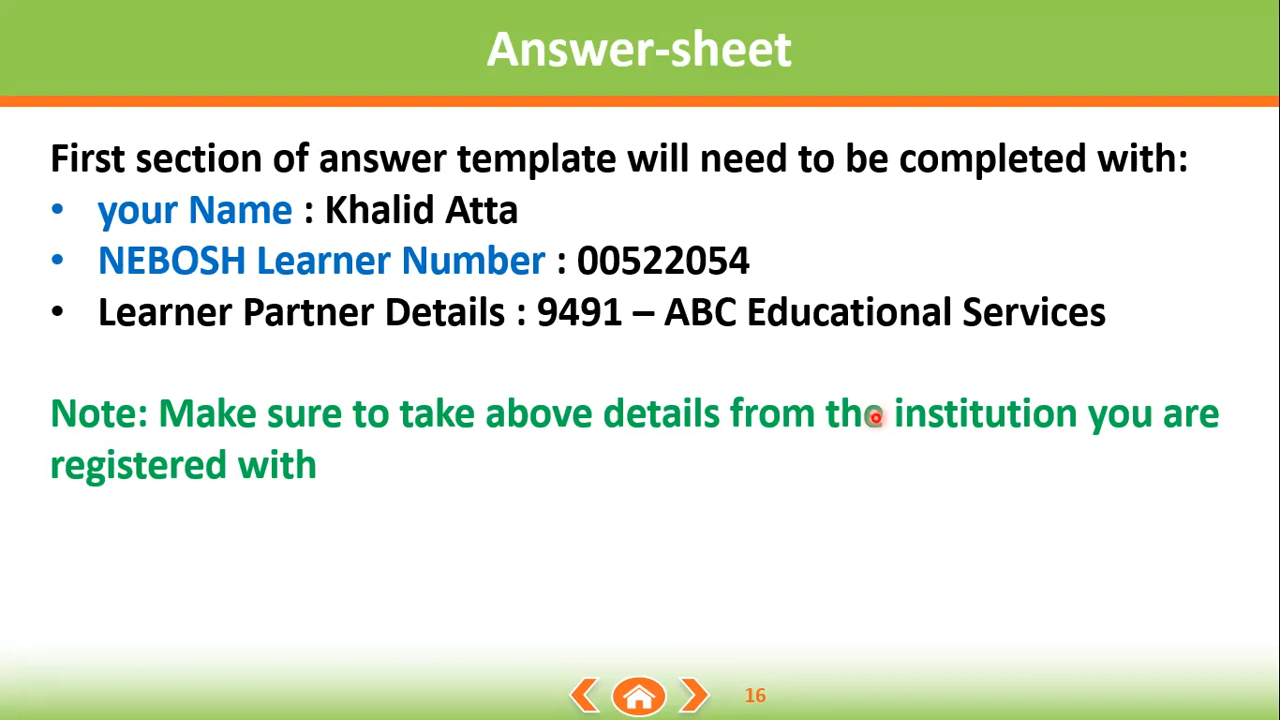 Answer-sheet
First section of answer template will need to be completed with:
• your Name : Khalid Atta
• NEBOSH Learner Number : 00522054
• Learner Partner Details : 9491 – ABC Educational Services
Note: Make sure to take above details from the institution you are
registered with
16